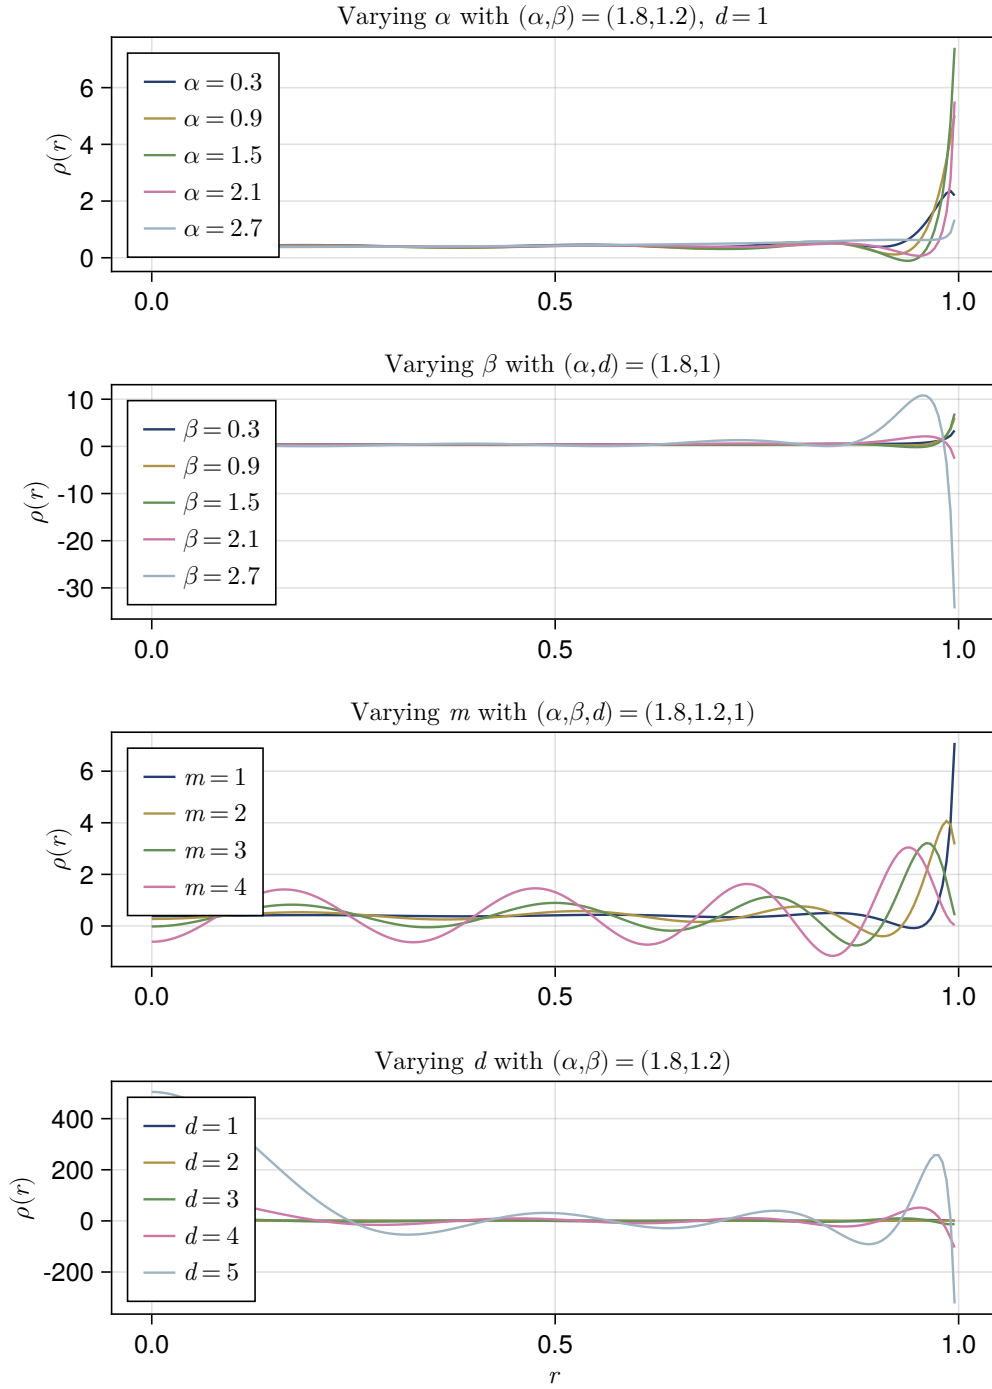 Varying α with (α,β) = (1.8,1.2), d = 1
ρ(r)
6
4
2
0
α = 0.3
α = 0.9
α = 1.5
α = 2.1
α = 2.7
0.0 0.5 1.0
Varying β with (α,d) = (1.8,1)
ρ(r)
10
0
-10
-20
-30
β = 0.3
β = 0.9
β = 1.5
β = 2.1
β = 2.7
0.0 0.5 1.0
Varying m with (α,β,d) = (1.8,1.2,1)
ρ(r)
6
4
2
0
m = 1
m = 2
m = 3
m = 4
0.0 0.5 1.0
Varying d with (α,β) = (1.8,1.2)
ρ(r)
400
200
0
-200
d = 1
d = 2
d = 3
d = 4
d = 5
0.0 0.5 1.0
r